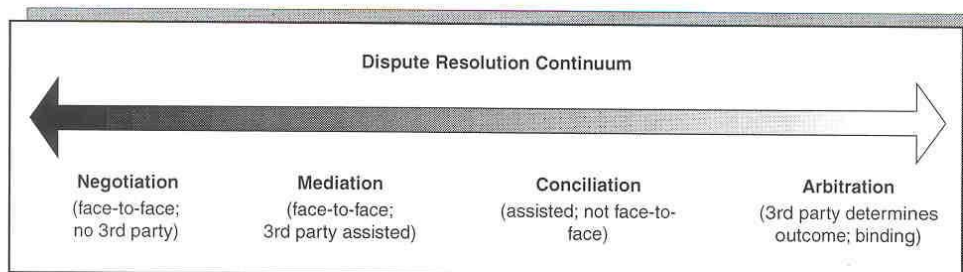 Dispute Resolution Continuum
Negotiation
(face-to-face;
no 3rd party)
Mediation
(face-to-face;
3rd party assisted)
Conciliation
(assisted; not face-to-
face)
Arbitration
(3rd party determines
outcome; binding)